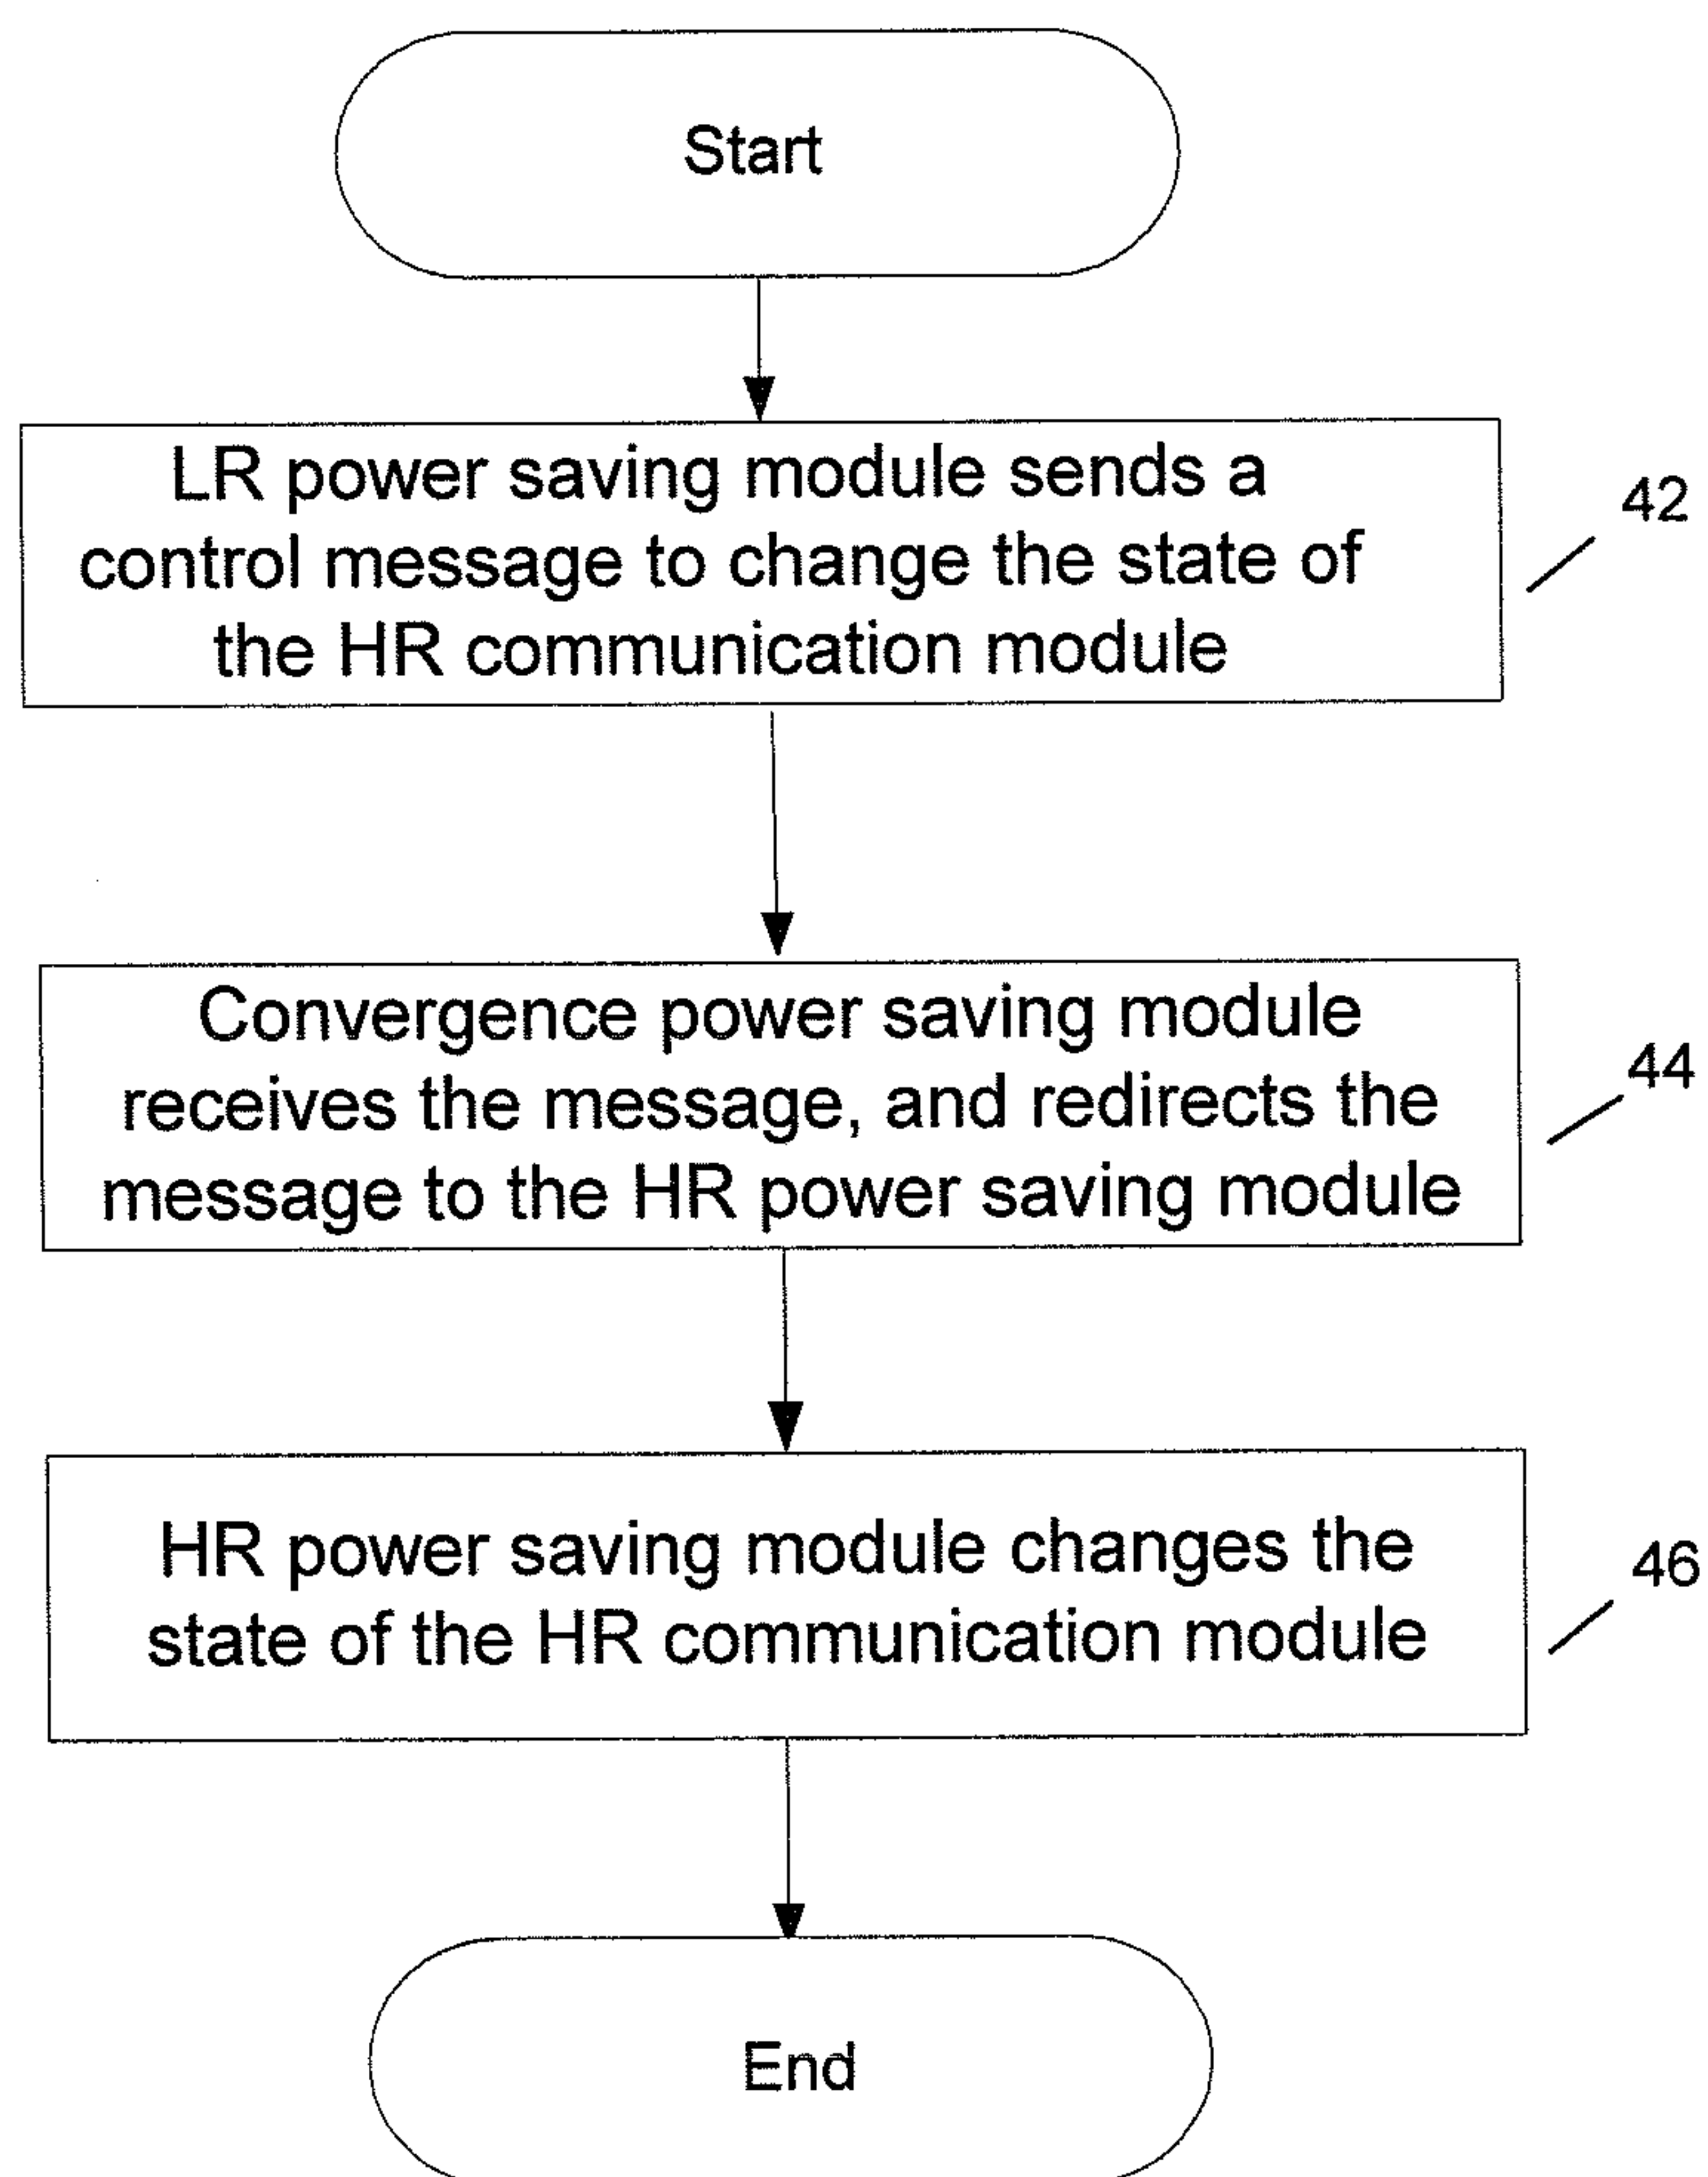 Start
LR power saving module sends a
control message to change the state of
the HR communication module
42
Convergence power saving module
receives the message, and redirects the
message to the HR power saving module
44
HR power saving module changes the
state of the HR communication module
46
End